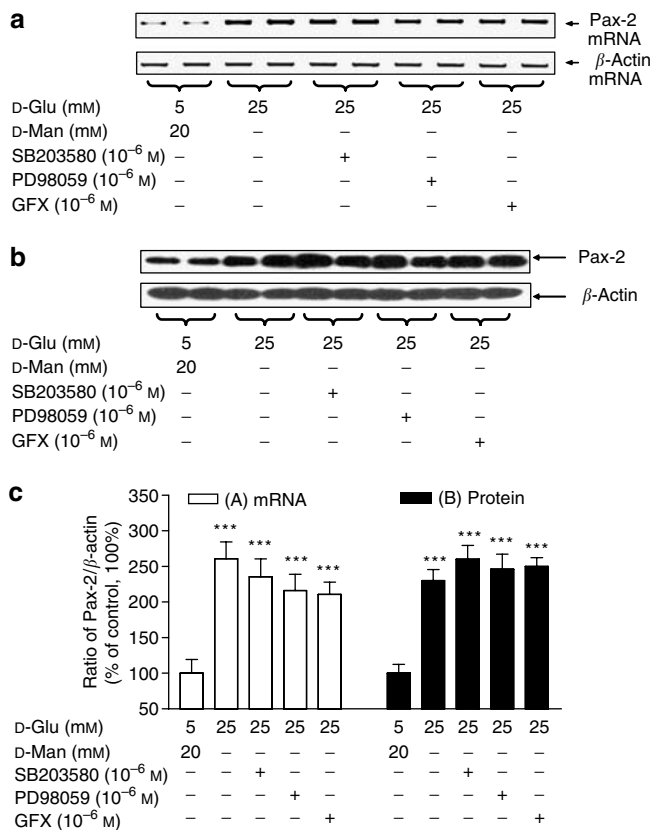 a
Pax-2
mRNA
β-Actin
mRNA
D-Glu (mM) 5 25 25 25 25
D-Man (mM) 20 – – – –
SB203580 (10⁻⁶ M) – – + – –
PD98059 (10⁻⁶ M) – – – + –
GFX (10⁻⁶ M) – – – – +
b
Pax-2
β-Actin
D-Glu (mM) 5 25 25 25 25
D-Man (mM) 20 – – – –
SB203580 (10⁻⁶ M) – – + – –
PD98059 (10⁻⁶ M) – – – + –
GFX (10⁻⁶ M) – – – – +
c
(A) mRNA (B) Protein
Ratio of Pax-2/β-actin
(% of control, 100%)
350
300
250
200
150
100
50
*** *** *** *** *** *** *** ***
D-Glu (mM) 5 25 25 25 25 5 25 25 25 25
D-Man (mM) 20 – – – – 20 – – – –
SB203580 (10⁻⁶ M) – – + – – – – + – –
PD98059 (10⁻⁶ M) – – – + – – – – + –
GFX (10⁻⁶ M) – – – – + – – – – +